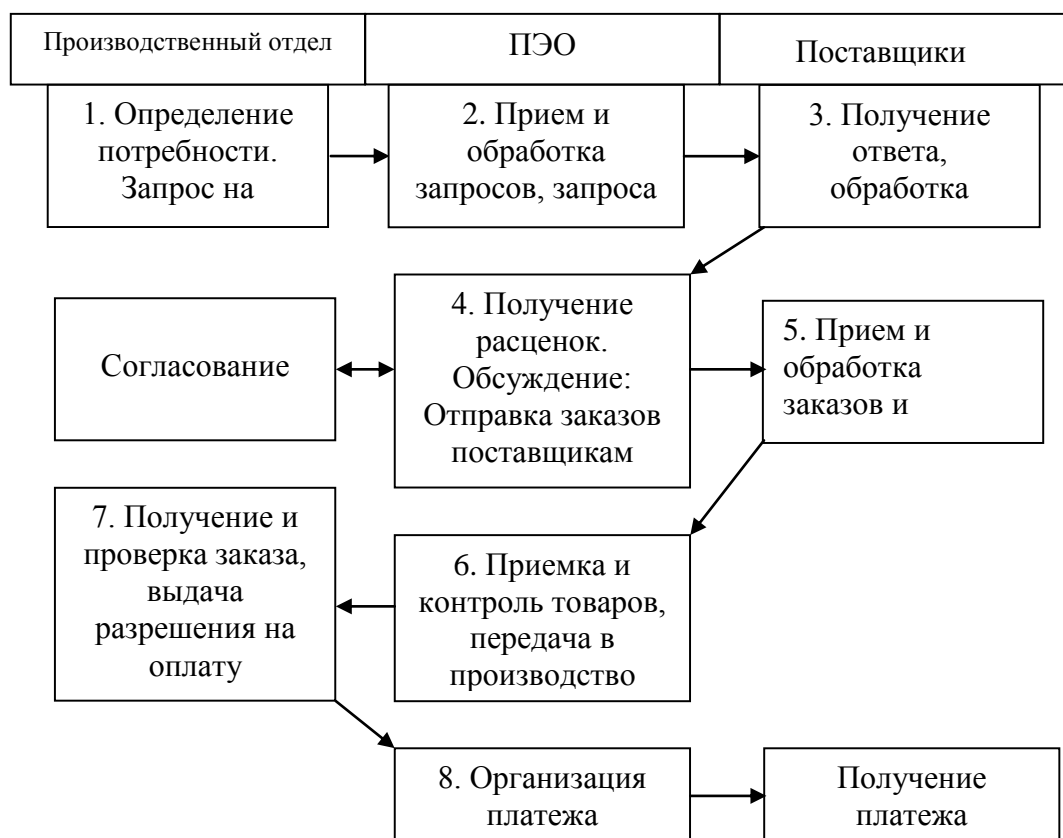 Производственный отдел
ПЭО
Поставщики
1. Определение
потребности.
Запрос на
2. Прием и
обработка
запросов, запроса
3. Получение
ответа,
обработка
Согласование
4. Получение
расценок.
Обсуждение:
Отправка заказов
поставщикам
5. Прием и
обработка
заказов и
7. Получение и
проверка заказа,
выдача
разрешения на
оплату
6. Приемка и
контроль товаров,
передача в
производство
8. Организация
платежа
Получение
платежа